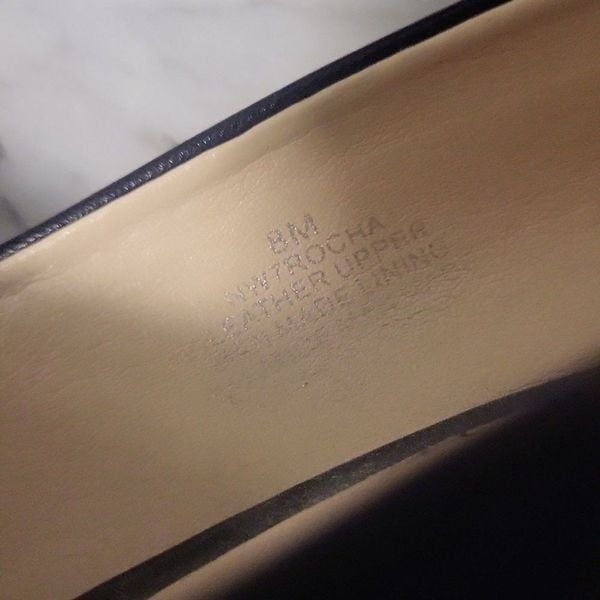 8M
NW7ROCHA
LEATHER UPPER
MAN MADE LINING